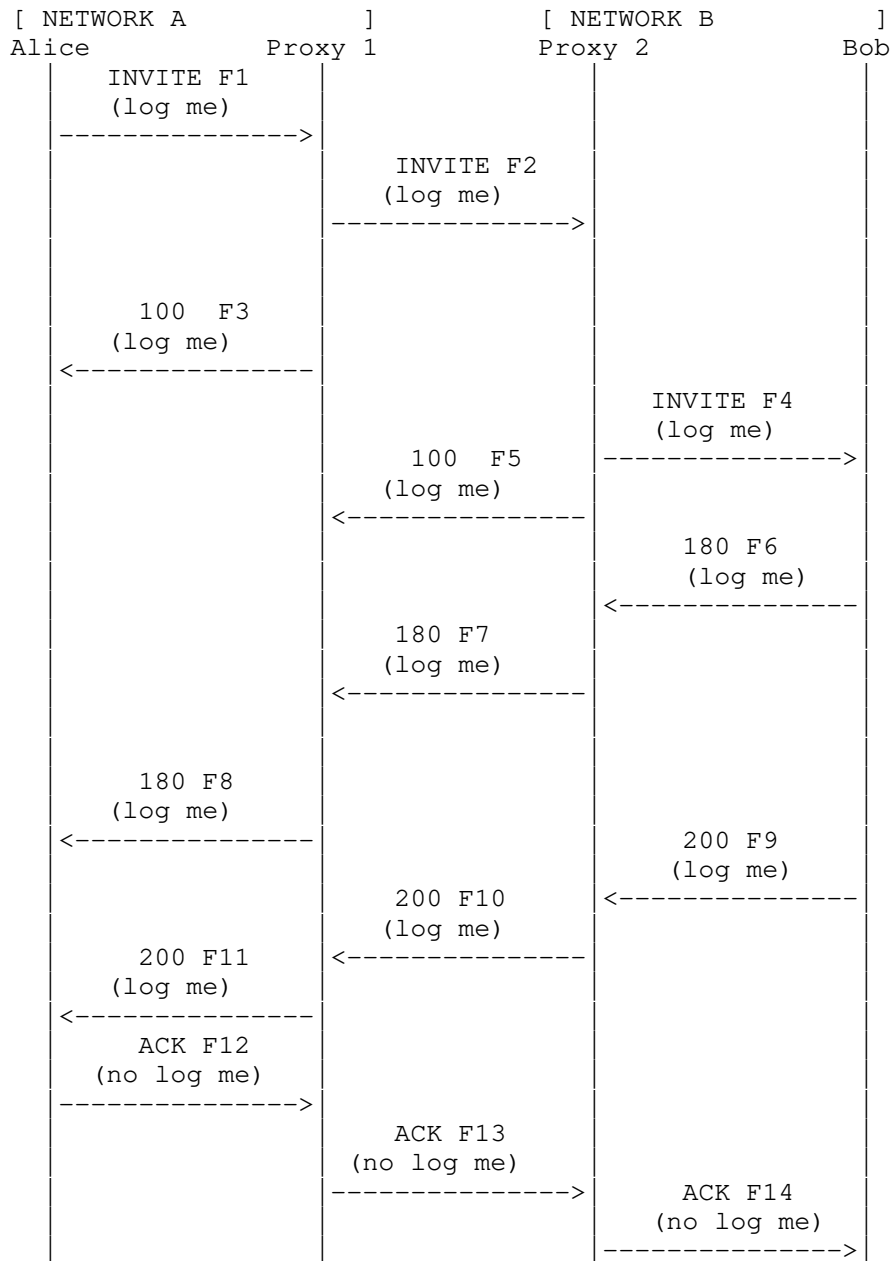 [ NETWORK A ] [ NETWORK B ]
Alice Proxy 1 Proxy 2 Bob
INVITE F1
(log me)
INVITE F2
(log me)
100 F3
(log me)
INVITE F4
(log me)
100 F5
(log me)
180 F6
(log me)
180 F7
(log me)
180 F8
(log me)
200 F9
(log me)
200 F10
(log me)
200 F11
(log me)
ACK F12
(no log me)
ACK F13
(no log me)
ACK F14
(no log me)